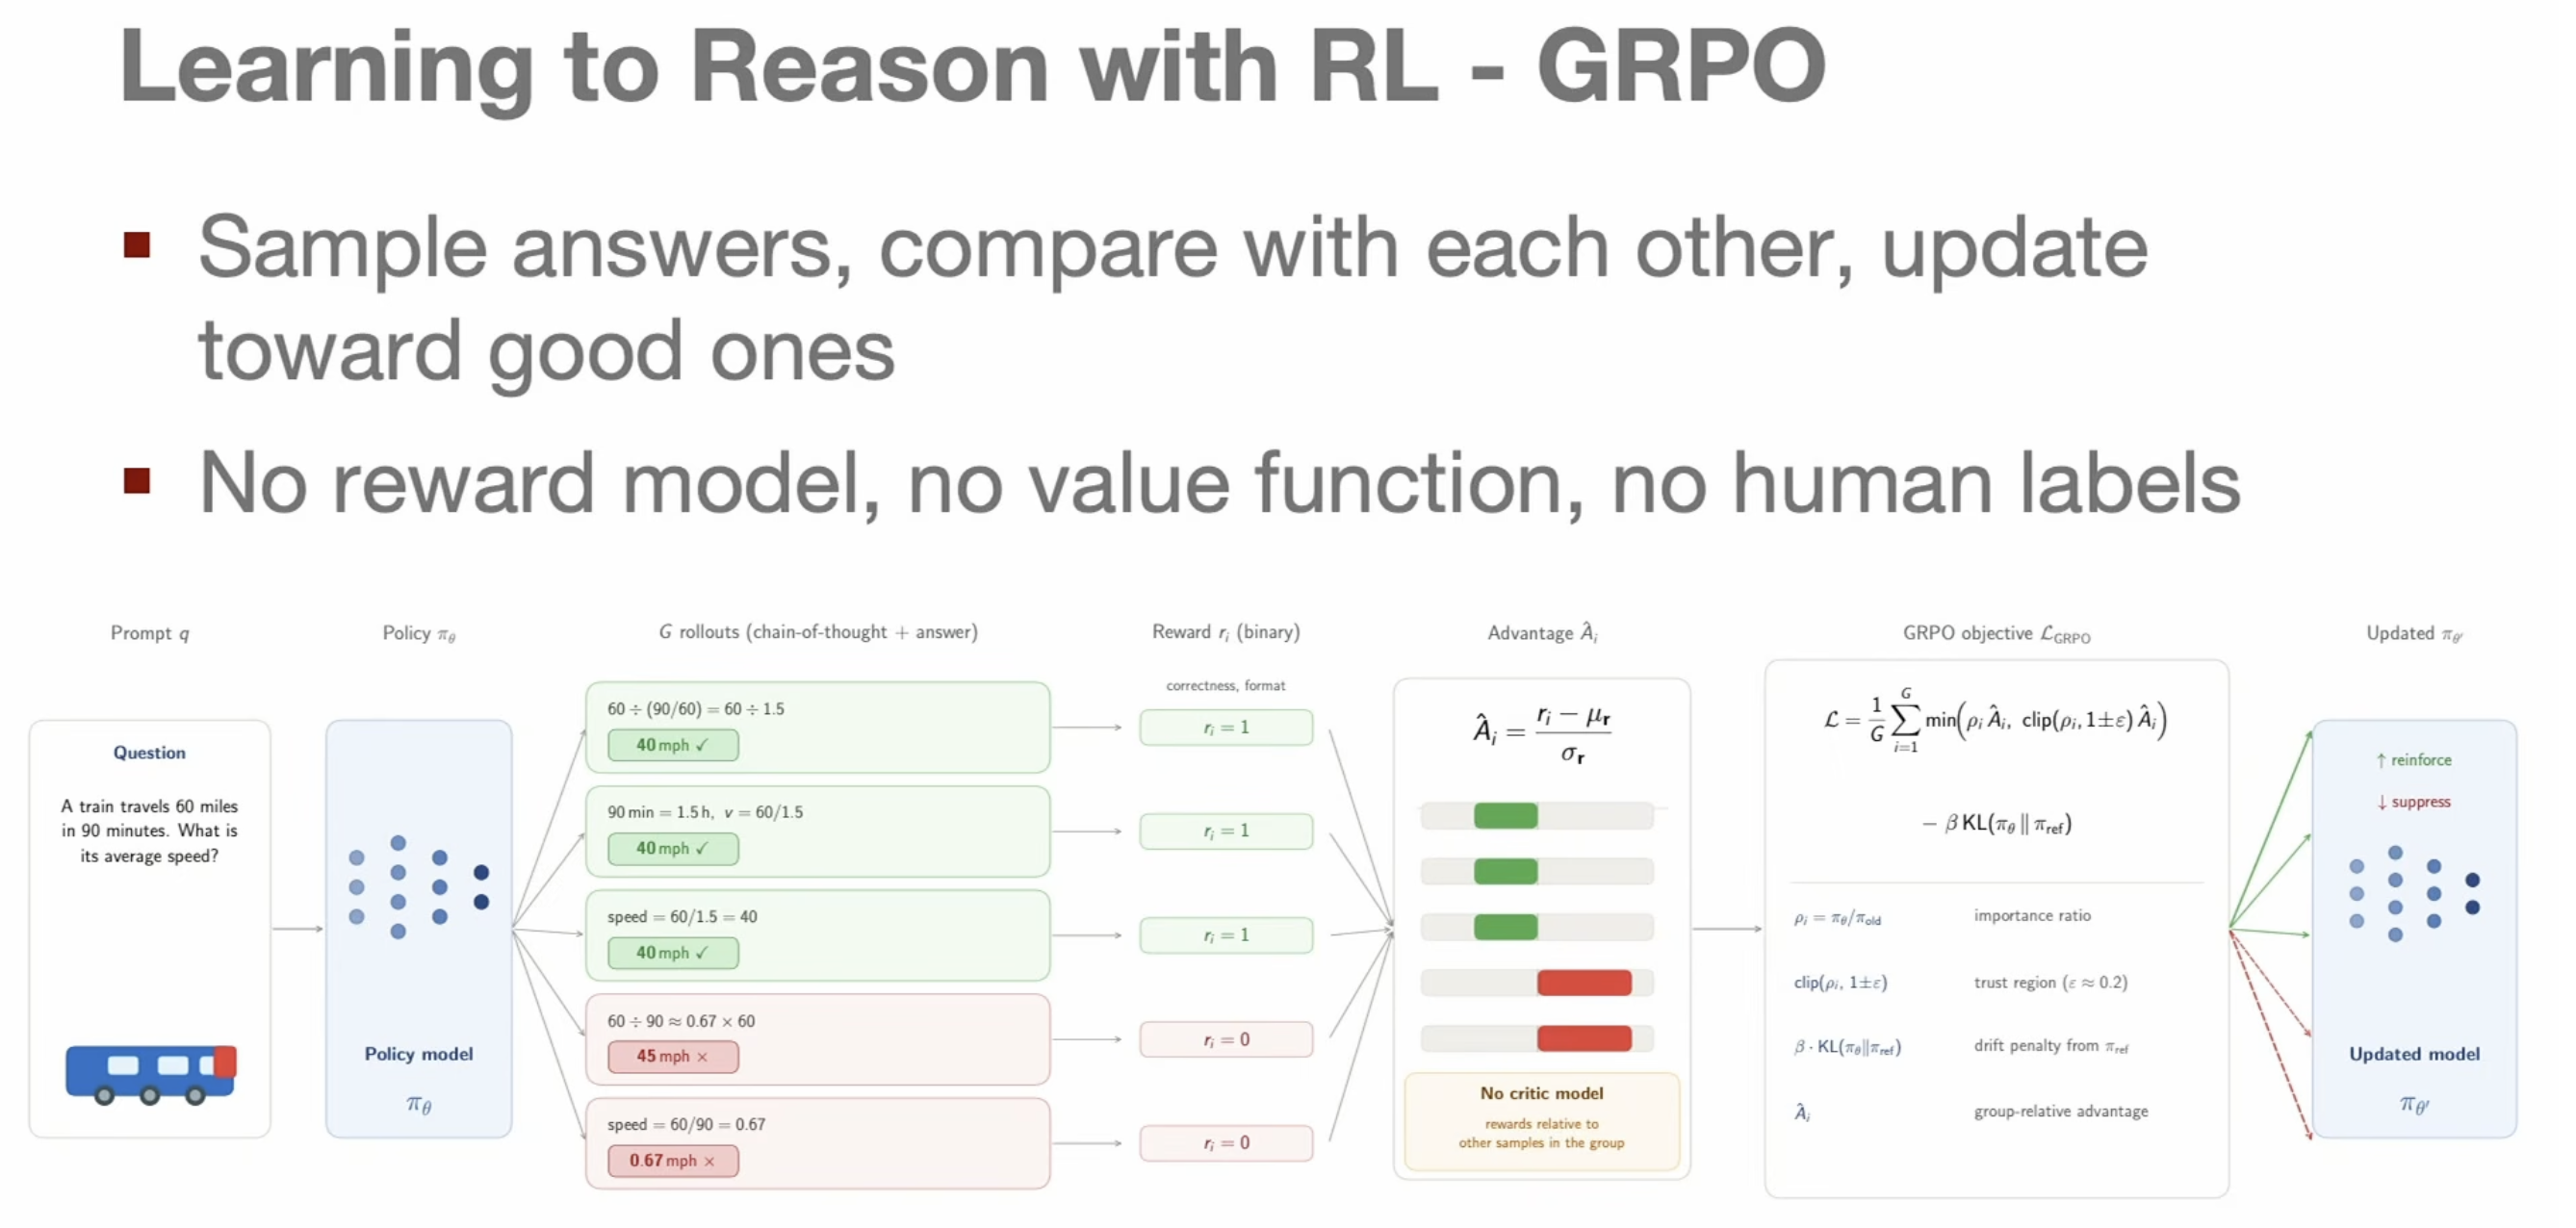 Learning to Reason with RL - GRPO
▪ Sample answers, compare with each other, update
toward good ones
▪ No reward model, no value function, no human labels
Prompt q
Policy π_θ
G rollouts (chain-of-thought + answer)
Reward r_i (binary)
Advantage Â_i
GRPO objective ℒ_GRPO
Updated π_θ′
Question
A train travels 60 miles
in 90 minutes. What is
its average speed?
Policy model
π_θ
60 ÷ (90/60) = 60 ÷ 1.5
40 mph ✓
90 min = 1.5 h, v = 60/1.5
40 mph ✓
speed = 60/1.5 = 40
40 mph ✓
60 ÷ 90 ≈ 0.67 × 60
45 mph ×
speed = 60/90 = 0.67
0.67 mph ×
correctness, format
r_i = 1
r_i = 1
r_i = 1
r_i = 0
r_i = 0
Â_i = (r_i − μ_r) / σ_r
No critic model
rewards relative to
other samples in the group
ℒ = 1/G ∑_{i=1}^{G} min(ρ_i Â_i, clip(ρ_i, 1±ε) Â_i)
− β KL(π_θ ‖ π_ref)
ρ_i = π_θ/π_old importance ratio
clip(ρ_i, 1±ε) trust region (ε ≈ 0.2)
β · KL(π_θ‖π_ref) drift penalty from π_ref
Â_i group-relative advantage
↑ reinforce
↓ suppress
Updated model
π_θ′